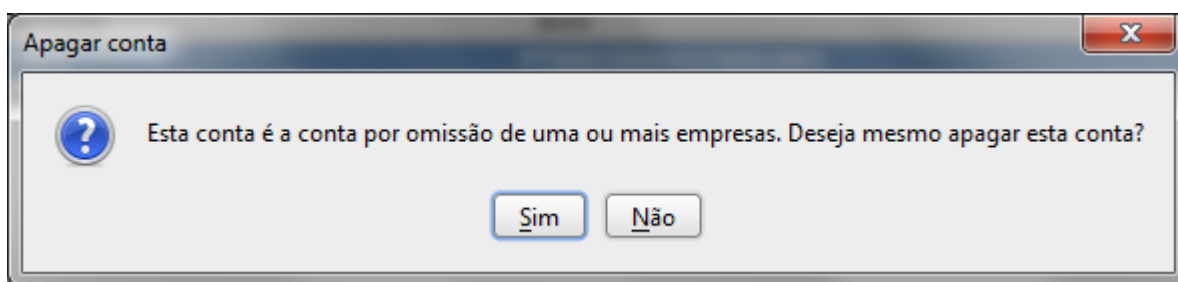 Apagar conta
Esta conta é a conta por omissão de uma ou mais empresas. Deseja mesmo apagar esta conta?
Sim Não